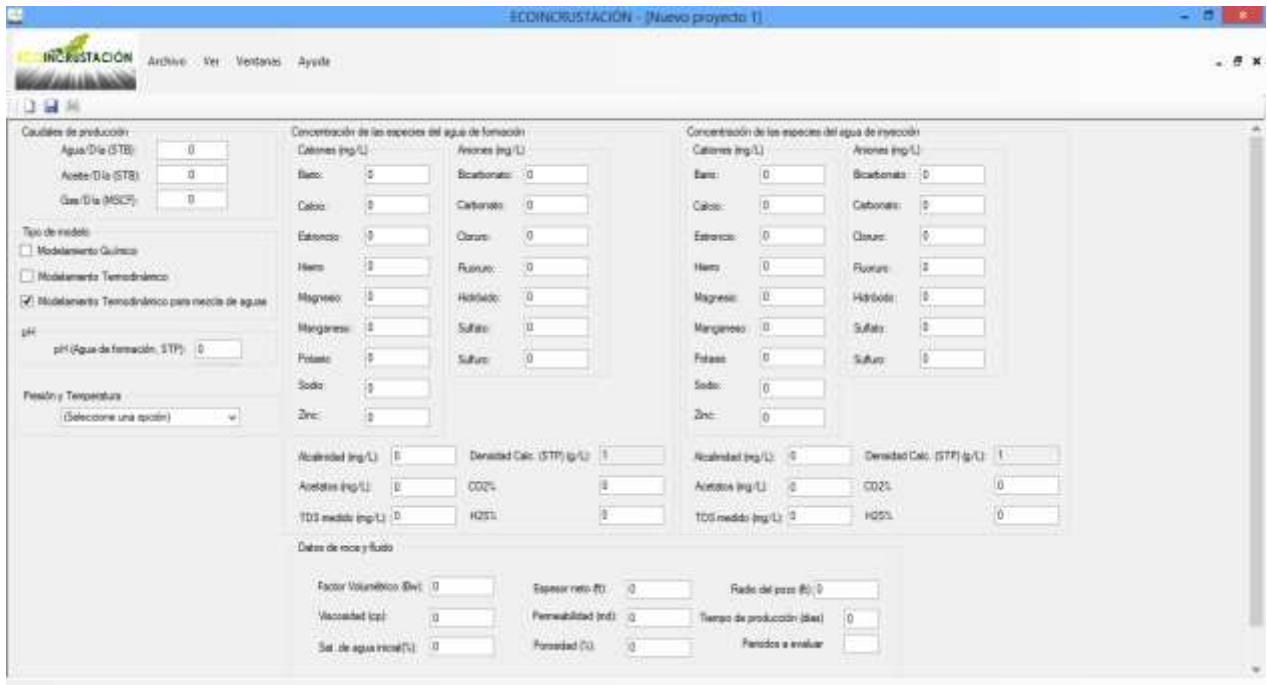 ECOINCRUSTACIÓN - [Nuevo proyecto 1]
ECOINCRUSTACIÓN Archivo Ver Ventanas Ayuda
Caudales de producción
Agua/Día (STB): 0
Aceite/Día (STB): 0
Gas/Día (MSCF): 0
Tipo de modelo
Modelamiento Químico
Modelamiento Termodinámico
Modelamiento Termodinámico para mezcla de aguas
pH
pH (Agua de formación, STP): 0
Presión y Temperatura
(Seleccione una opción)
Concentración de las especies del agua de formación
Cationes (mg/L)
Bario: 0
Calcio: 0
Estroncio: 0
Hierro: 0
Magnesio: 0
Manganeso: 0
Potasio: 0
Sodio: 0
Zinc: 0
Aniones (mg/L)
Bicarbonato: 0
Carbonato: 0
Cloruro: 0
Fluoruro: 0
Hidróxido: 0
Sulfato: 0
Sulfuro: 0
Alcalinidad (mg/L): 0 Densidad Calc. (STP) (g/L): 1
Acetatos (mg/L): 0 CO2% 0
TDS medido (mg/L): 0 H2S% 0
Concentración de las especies del agua de inyección
Cationes (mg/L)
Bario: 0
Calcio: 0
Estroncio: 0
Hierro: 0
Magnesio: 0
Manganeso: 0
Potasio: 0
Sodio: 0
Zinc: 0
Aniones (mg/L)
Bicarbonato: 0
Carbonato: 0
Cloruro: 0
Fluoruro: 0
Hidróxido: 0
Sulfato: 0
Sulfuro: 0
Alcalinidad (mg/L): 0 Densidad Calc. (STP) (g/L): 1
Acetatos (mg/L): 0 CO2% 0
TDS medido (mg/L): 0 H2S% 0
Datos de roca y fluido
Factor Volumétrico (Bw): 0 Espesor neto (ft): 0 Radio del pozo (ft): 0
Viscosidad (cp): 0 Permeabilidad (md): 0 Tiempo de producción (días) 0
Sat. de agua inicial(%): 0 Porosidad (%): 0 Periodos a evaluar